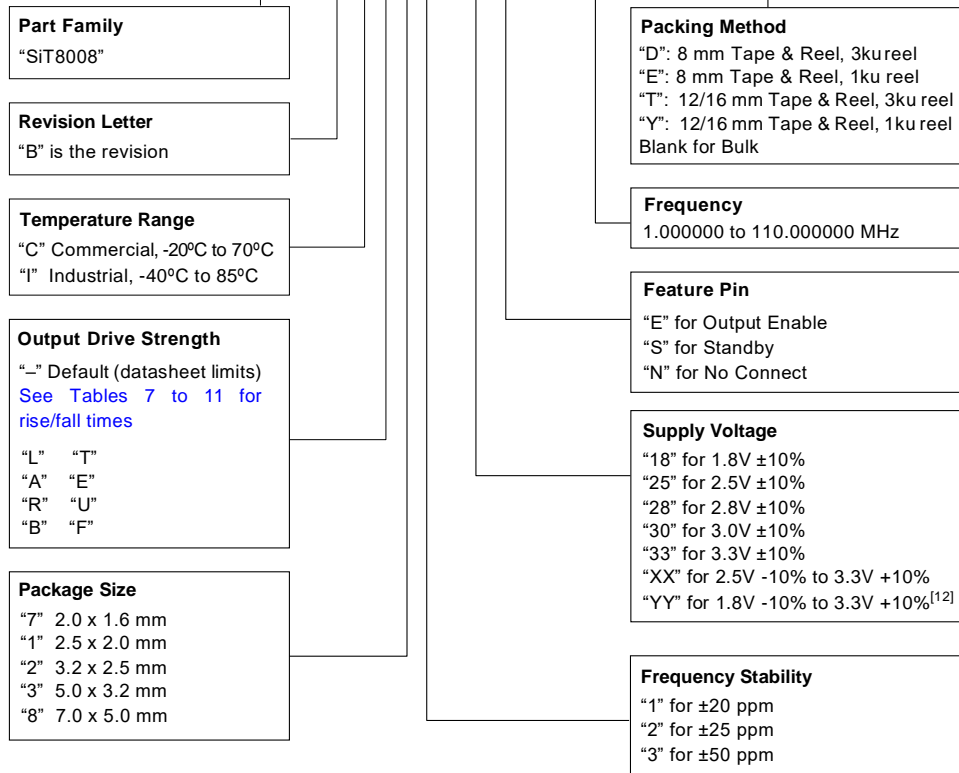 Part Family
“SiT8008”
Revision Letter
“B” is the revision
Temperature Range
“C” Commercial, -20ºC to 70ºC
“I” Industrial, -40ºC to 85ºC
Output Drive Strength
“–” Default (datasheet limits)
See Tables 7 to 11 for
rise/fall times
“L” “T”
“A” “E”
“R” “U”
“B” “F”
Package Size
“7” 2.0 x 1.6 mm
“1” 2.5 x 2.0 mm
“2” 3.2 x 2.5 mm
“3” 5.0 x 3.2 mm
“8” 7.0 x 5.0 mm
Packing Method
“D”: 8 mm Tape & Reel, 3ku reel
“E”: 8 mm Tape & Reel, 1ku reel
“T”: 12/16 mm Tape & Reel, 3ku reel
“Y”: 12/16 mm Tape & Reel, 1ku reel
Blank for Bulk
Frequency
1.000000 to 110.000000 MHz
Feature Pin
“E” for Output Enable
“S” for Standby
“N” for No Connect
Supply Voltage
“18” for 1.8V ±10%
“25” for 2.5V ±10%
“28” for 2.8V ±10%
“30” for 3.0V ±10%
“33” for 3.3V ±10%
“XX” for 2.5V -10% to 3.3V +10%
“YY” for 1.8V -10% to 3.3V +10%[12]
Frequency Stability
“1” for ±20 ppm
“2” for ±25 ppm
“3” for ±50 ppm